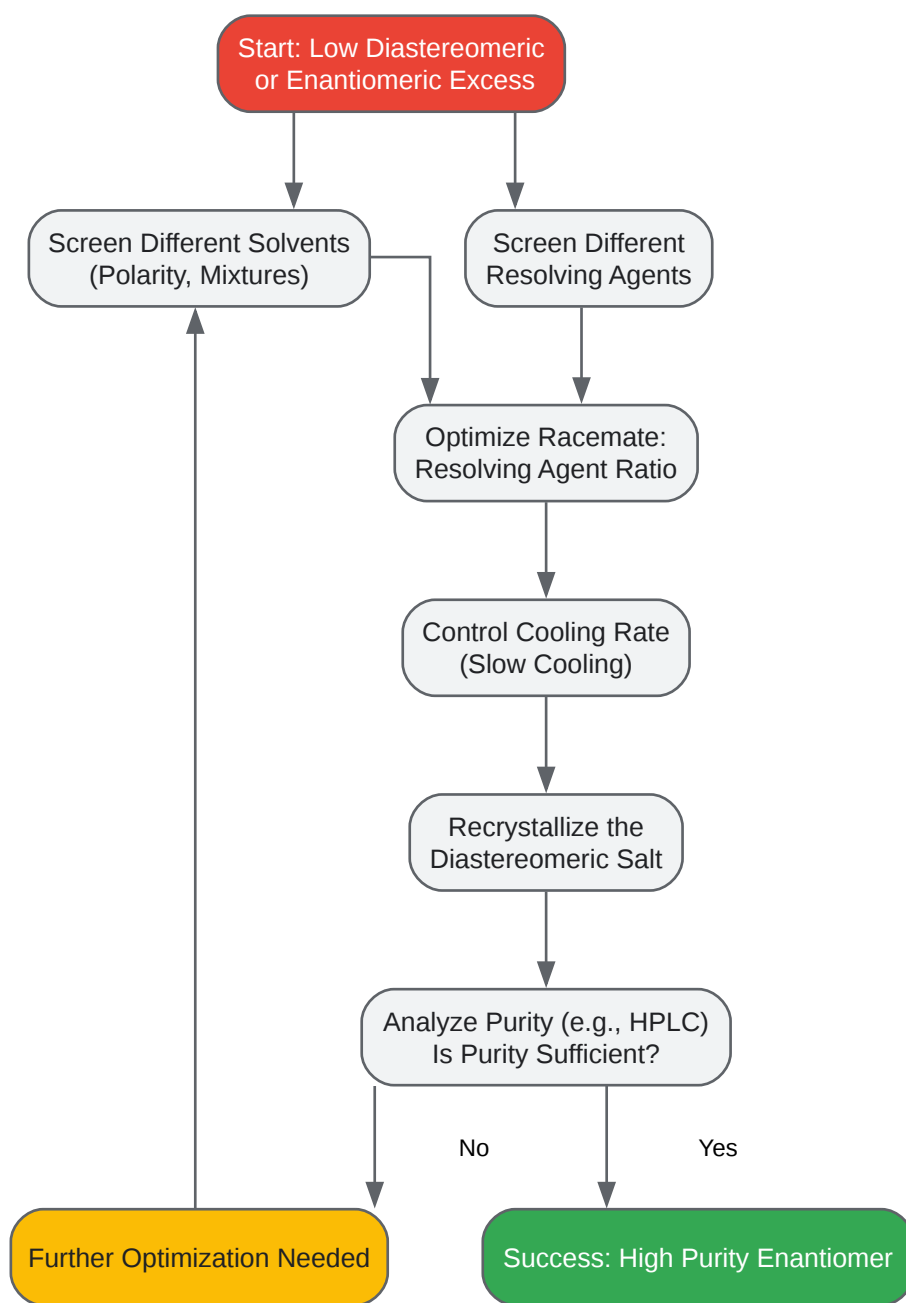 Start: Low Diastereomeric
or Enantiomeric Excess
Screen Different Solvents
(Polarity, Mixtures)
Screen Different
Resolving Agents
Optimize Racemate:
Resolving Agent Ratio
Control Cooling Rate
(Slow Cooling)
Recrystallize the
Diastereomeric Salt
Analyze Purity (e.g., HPLC)
Is Purity Sufficient?
No
Yes
Further Optimization Needed
Success: High Purity Enantiomer